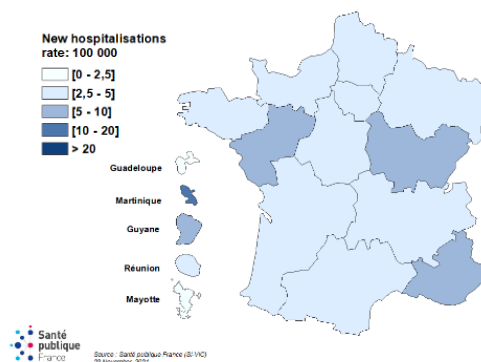 New hospitalisations
rate: 100 000
[0 - 2,5]
[2,5 - 5]
[5 - 10]
[10 - 20]
> 20
Guadeloupe
Martinique
Guyane
Réunion
Mayotte
Santé
publique
France
Source : Santé publique France (SI-VIC)